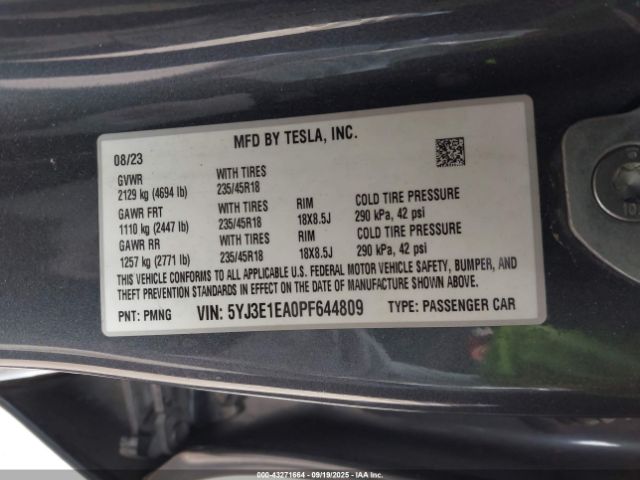 MFD BY TESLA, INC.
08/23
GVWR WITH TIRES
2129 kg (4694 lb) 235/45R18
GAWR FRT WITH TIRES RIM COLD TIRE PRESSURE
1110 kg (2447 lb) 235/45R18 18X8.5J 290 kPa, 42 psi
GAWR RR WITH TIRES RIM COLD TIRE PRESSURE
1257 kg (2771 lb) 235/45R18 18X8.5J 290 kPa, 42 psi
THIS VEHICLE CONFORMS TO ALL APPLICABLE U.S. FEDERAL MOTOR VEHICLE SAFETY, BUMPER, AND
THEFT PREVENTION STANDARDS IN EFFECT ON THE DATE OF MANUFACTURE SHOWN ABOVE.
PNT: PMNG VIN: 5YJ3E1EA0PF644809 TYPE: PASSENGER CAR
000-43271664 - 09/19/2025 - IAAI Inc.